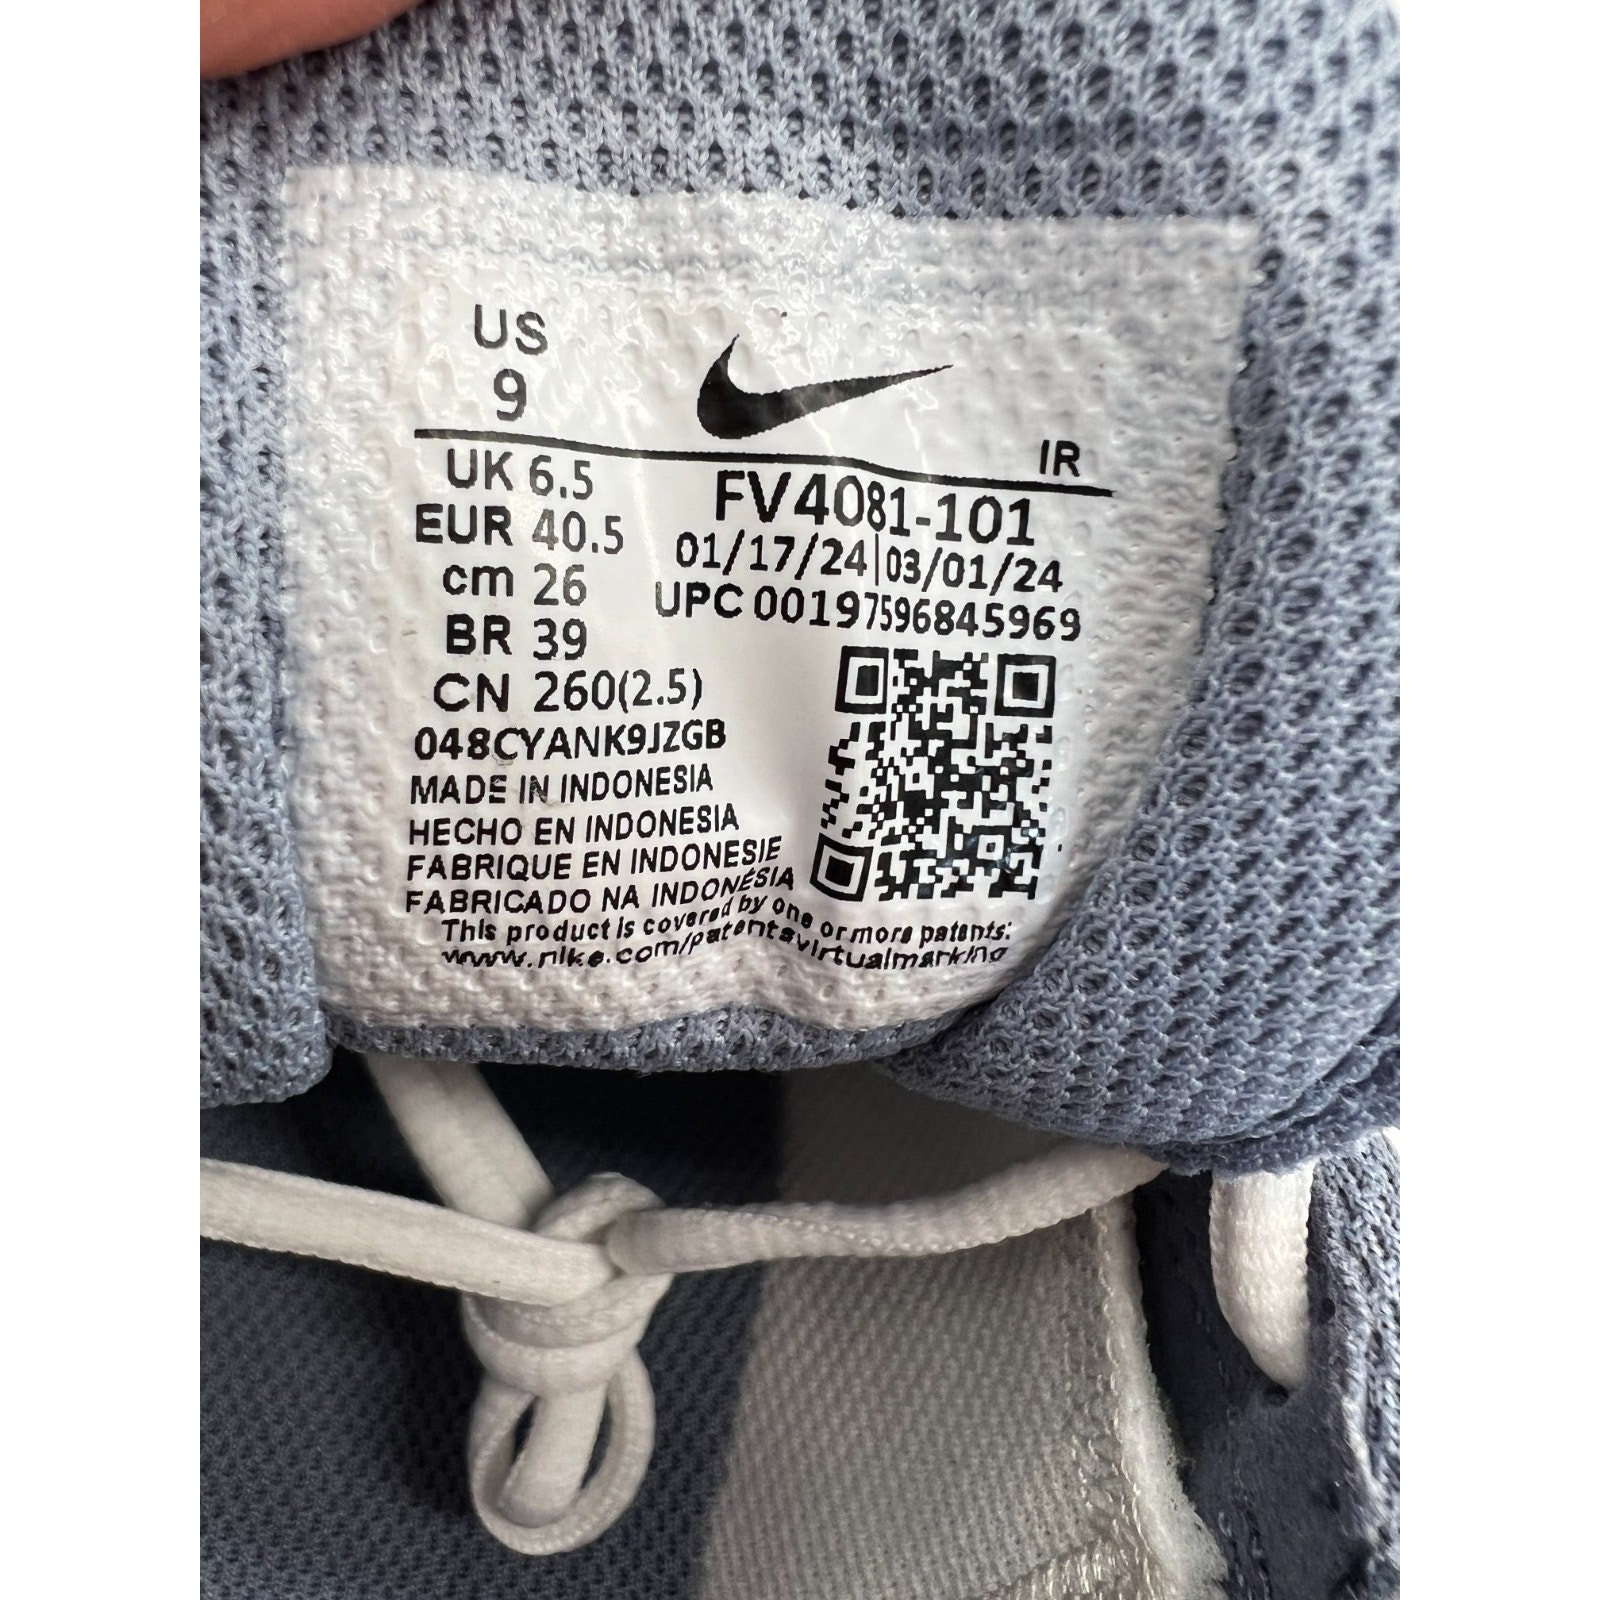 US
9
IR
UK 6.5
EUR 40.5
cm 26
BR 39
CN 260(2.5)
FV4081-101
01/17/24|03/01/24
UPC 00197596845969
048CYANK9JZGB
MADE IN INDONESIA
HECHO EN INDONESIA
FABRIQUE EN INDONESIE
FABRICADO NA INDONÉSIA
This product is covered by one or more patents:
www.nike.com/patentsvirtualmarking